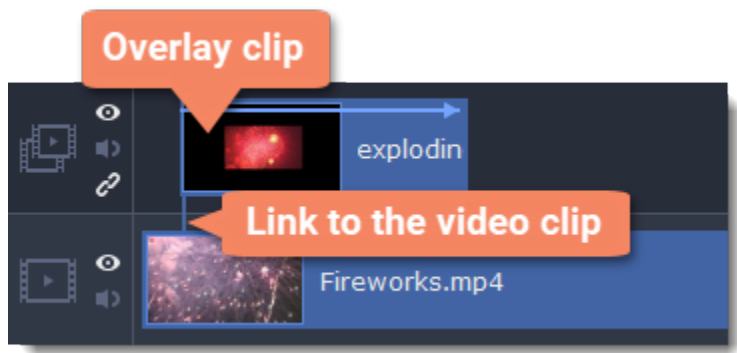 Overlay clip
explodin
Link to the video clip
Fireworks.mp4